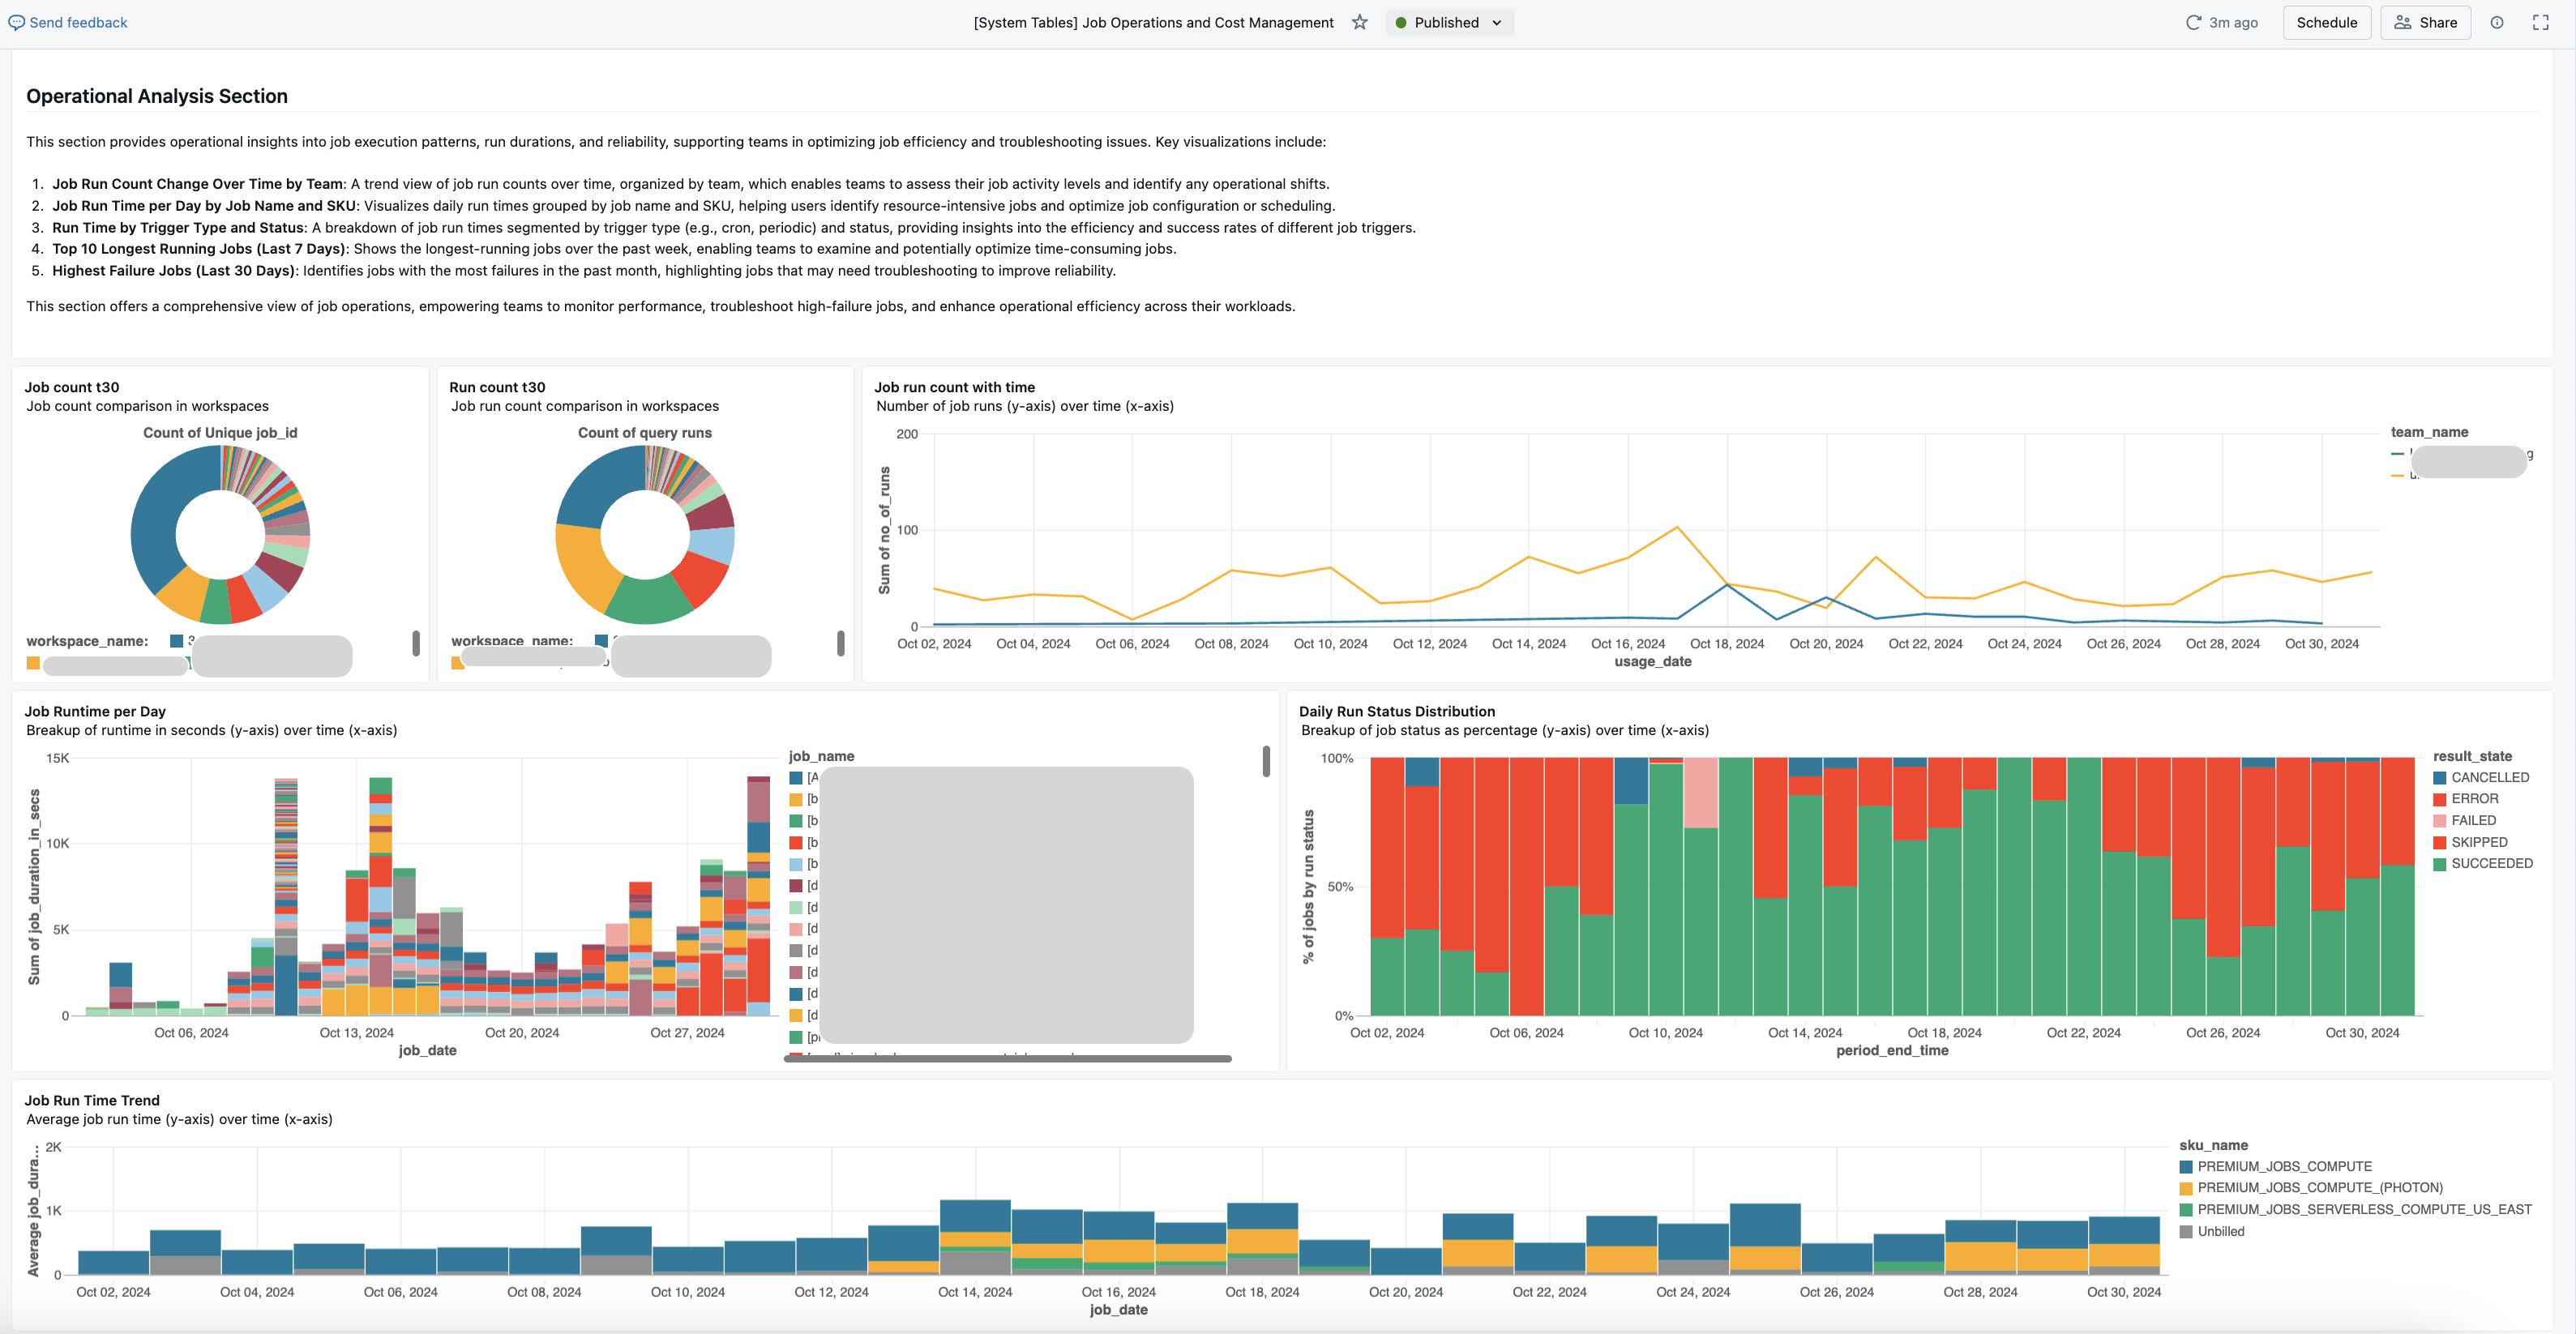 Send feedback
[System Tables] Job Operations and Cost Management
Published
3m ago
Schedule
Share
Operational Analysis Section
This section provides operational insights into job execution patterns, run durations, and reliability, supporting teams in optimizing job efficiency and troubleshooting issues. Key visualizations include:
1. Job Run Count Change Over Time by Team: A trend view of job run counts over time, organized by team, which enables teams to assess their job activity levels and identify any operational shifts.
2. Job Run Time per Day by Job Name and SKU: Visualizes daily run times grouped by job name and SKU, helping users identify resource-intensive jobs and optimize job configuration or scheduling.
3. Run Time by Trigger Type and Status: A breakdown of job run times segmented by trigger type (e.g., cron, periodic) and status, providing insights into the efficiency and success rates of different job triggers.
4. Top 10 Longest Running Jobs (Last 7 Days): Shows the longest-running jobs over the past week, enabling teams to examine and potentially optimize time-consuming jobs.
5. Highest Failure Jobs (Last 30 Days): Identifies jobs with the most failures in the past month, highlighting jobs that may need troubleshooting to improve reliability.
This section offers a comprehensive view of job operations, empowering teams to monitor performance, troubleshoot high-failure jobs, and enhance operational efficiency across their workloads.
Job count t30
Job count comparison in workspaces
Count of Unique job_id
workspace_name:
3
Run count t30
Job run count comparison in workspaces
Count of query runs
workspace_name:
Job run count with time
Number of job runs (y-axis) over time (x-axis)
Sum of no_of_runs
200
100
0
Oct 02, 2024
Oct 04, 2024
Oct 06, 2024
Oct 08, 2024
Oct 10, 2024
Oct 12, 2024
Oct 14, 2024
Oct 16, 2024
Oct 18, 2024
Oct 20, 2024
Oct 22, 2024
Oct 24, 2024
Oct 26, 2024
Oct 28, 2024
Oct 30, 2024
usage_date
team_name
g
u
Job Runtime per Day
Breakup of runtime in seconds (y-axis) over time (x-axis)
Sum of job_duration_in_secs
15K
10K
5K
0
Oct 06, 2024
Oct 13, 2024
Oct 20, 2024
Oct 27, 2024
job_date
job_name
[A
[b
[b
[b
[b
[d
[d
[d
[d
[d
[d
[d
[p
Daily Run Status Distribution
Breakup of job status as percentage (y-axis) over time (x-axis)
% of jobs by run status
100%
50%
0%
Oct 02, 2024
Oct 06, 2024
Oct 10, 2024
Oct 14, 2024
Oct 18, 2024
Oct 22, 2024
Oct 26, 2024
Oct 30, 2024
period_end_time
result_state
CANCELLED
ERROR
FAILED
SKIPPED
SUCCEEDED
Job Run Time Trend
Average job run time (y-axis) over time (x-axis)
Average job_dura...
2K
1K
0
Oct 02, 2024
Oct 04, 2024
Oct 06, 2024
Oct 08, 2024
Oct 10, 2024
Oct 12, 2024
Oct 14, 2024
Oct 16, 2024
Oct 18, 2024
Oct 20, 2024
Oct 22, 2024
Oct 24, 2024
Oct 26, 2024
Oct 28, 2024
Oct 30, 2024
job_date
sku_name
PREMIUM_JOBS_COMPUTE
PREMIUM_JOBS_COMPUTE_(PHOTON)
PREMIUM_JOBS_SERVERLESS_COMPUTE_US_EAST
Unbilled